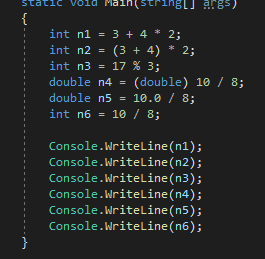 static void Main(string[] args)
{
int n1 = 3 + 4 * 2;
int n2 = (3 + 4) * 2;
int n3 = 17 % 3;
double n4 = (double) 10 / 8;
double n5 = 10.0 / 8;
int n6 = 10 / 8;
Console.WriteLine(n1);
Console.WriteLine(n2);
Console.WriteLine(n3);
Console.WriteLine(n4);
Console.WriteLine(n5);
Console.WriteLine(n6);
}